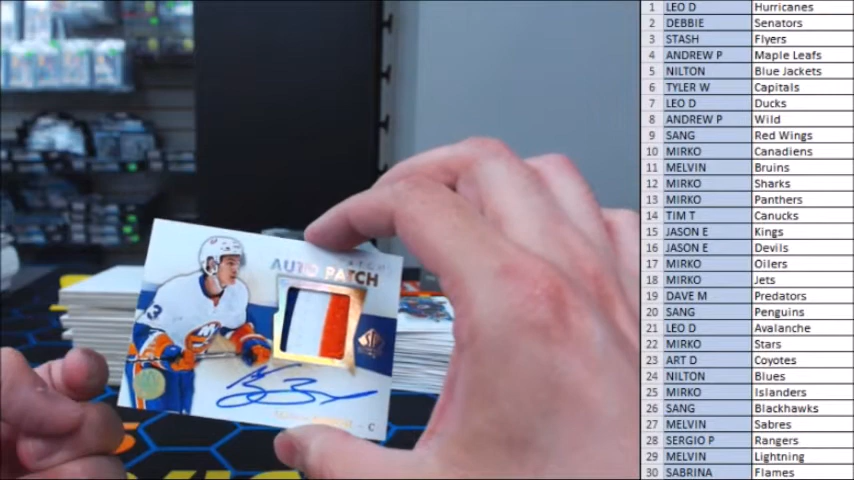 AUTO PATCH
SP
C
1 LEO D Hurricanes
2 DEBBIE Senators
3 STASH Flyers
4 ANDREW P Maple Leafs
5 NILTON Blue Jackets
6 TYLER W Capitals
7 LEO D Ducks
8 ANDREW P Wild
9 SANG Red Wings
10 MIRKO Canadiens
11 MELVIN Bruins
12 MIRKO Sharks
13 MIRKO Panthers
14 TIM T Canucks
15 JASON E Kings
16 JASON E Devils
17 MIRKO Oilers
18 MIRKO Jets
19 DAVE M Predators
20 SANG Penguins
21 LEO D Avalanche
22 MIRKO Stars
23 ART D Coyotes
24 NILTON Blues
25 MIRKO Islanders
26 SANG Blackhawks
27 MELVIN Sabres
28 SERGIO P Rangers
29 MELVIN Lightning
30 SABRINA Flames